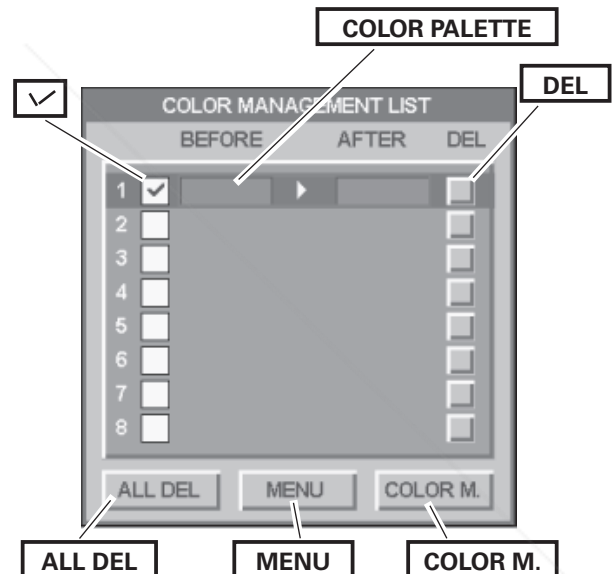 COLOR PALETTE
DEL
COLOR MANAGEMENT LIST
BEFORE AFTER DEL
1
2
3
4
5
6
7
8
ALL DEL MENU COLOR M.
ALL DEL MENU COLOR M.